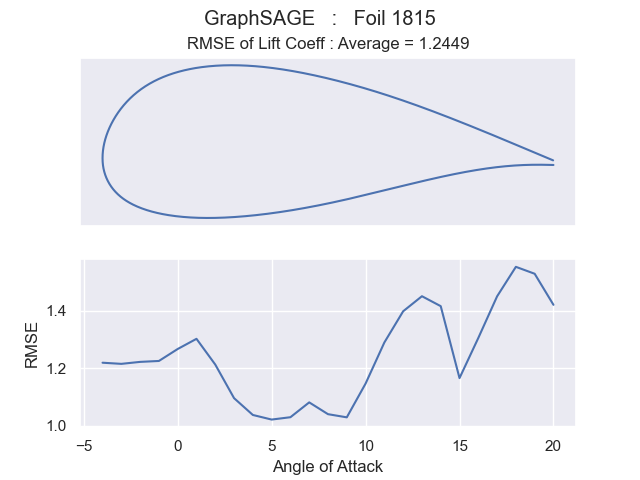 GraphSAGE   :   Foil 1815
RMSE of Lift Coeff : Average = 1.2449
1.4
1.2
1.0
RMSE
−5 0 5 10 15 20
Angle of Attack